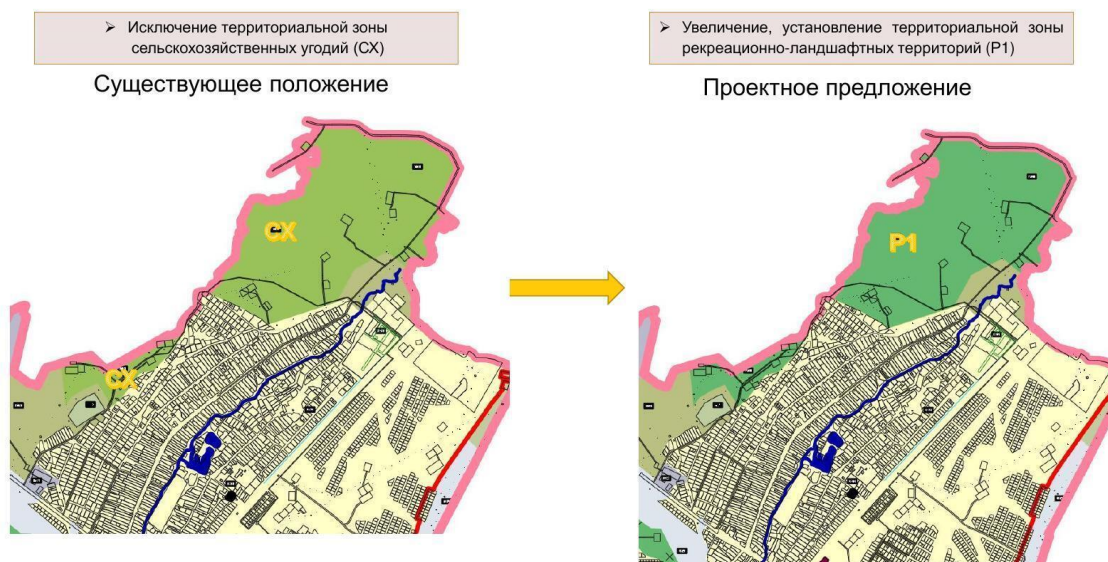 ➢ Исключение территориальной зоны
сельскохозяйственных угодий (СХ)
➢ Увеличение, установление территориальной зоны
рекреационно-ландшафтных территорий (Р1)
Существующее положение
Проектное предложение
СХ
СХ
Р1